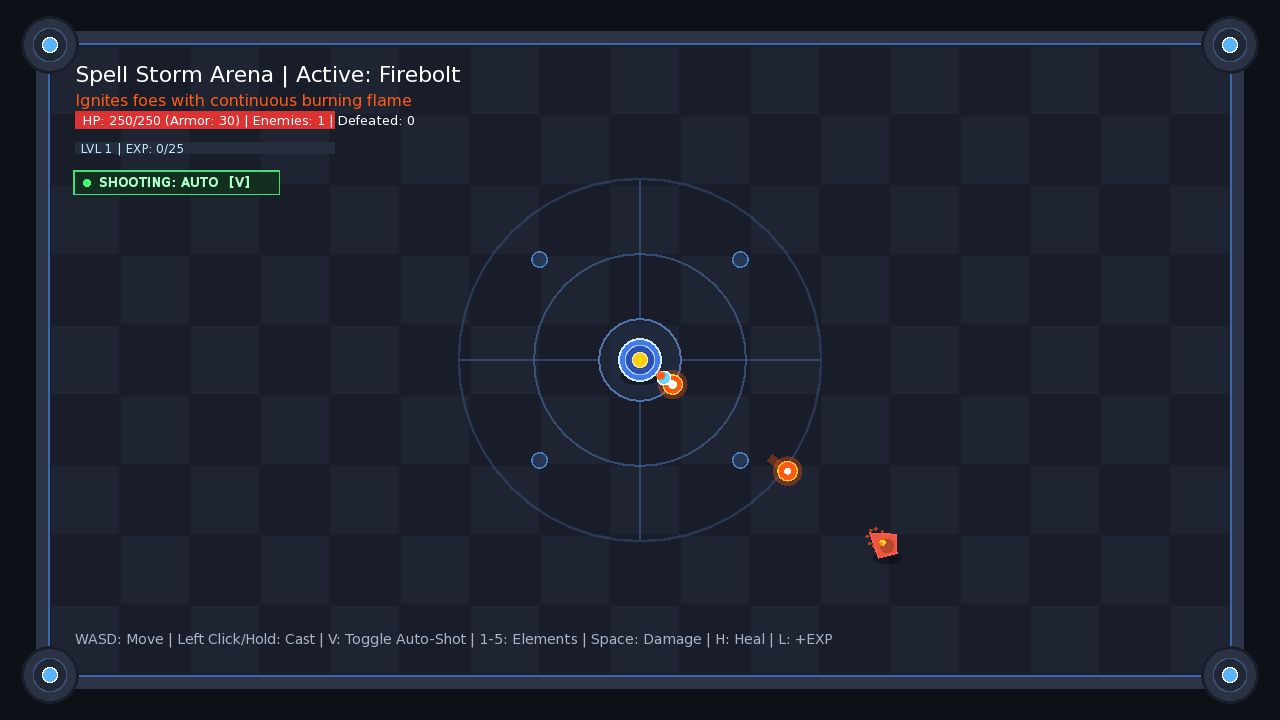 Spell Storm Arena | Active: Firebolt
Ignites foes with continuous burning flame
HP: 250/250 (Armor: 30) | Enemies: 1 | Defeated: 0
LVL 1 | EXP: 0/25
SHOOTING: AUTO [V]
WASD: Move | Left Click/Hold: Cast | V: Toggle Auto-Shot | 1-5: Elements | Space: Damage | H: Heal | L: +EXP